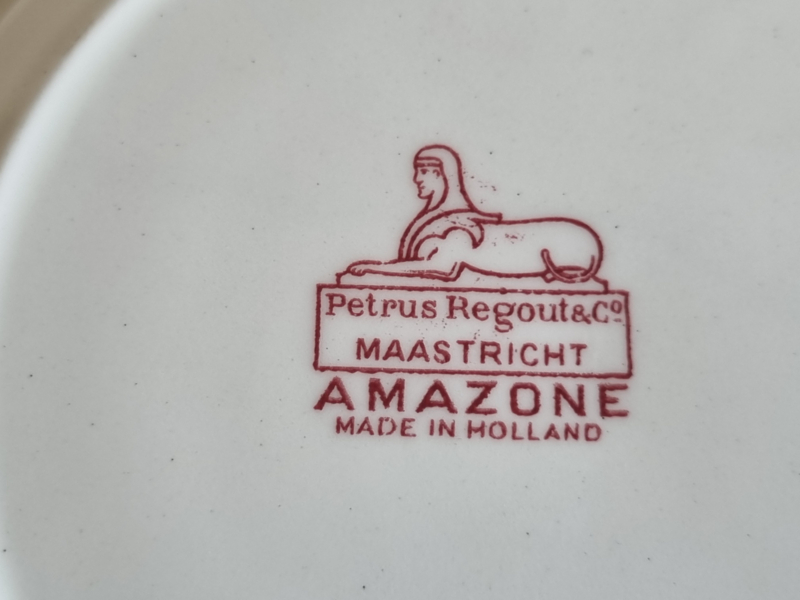 Petrus Regout & Cº
MAASTRICHT
AMAZONE
MADE IN HOLLAND